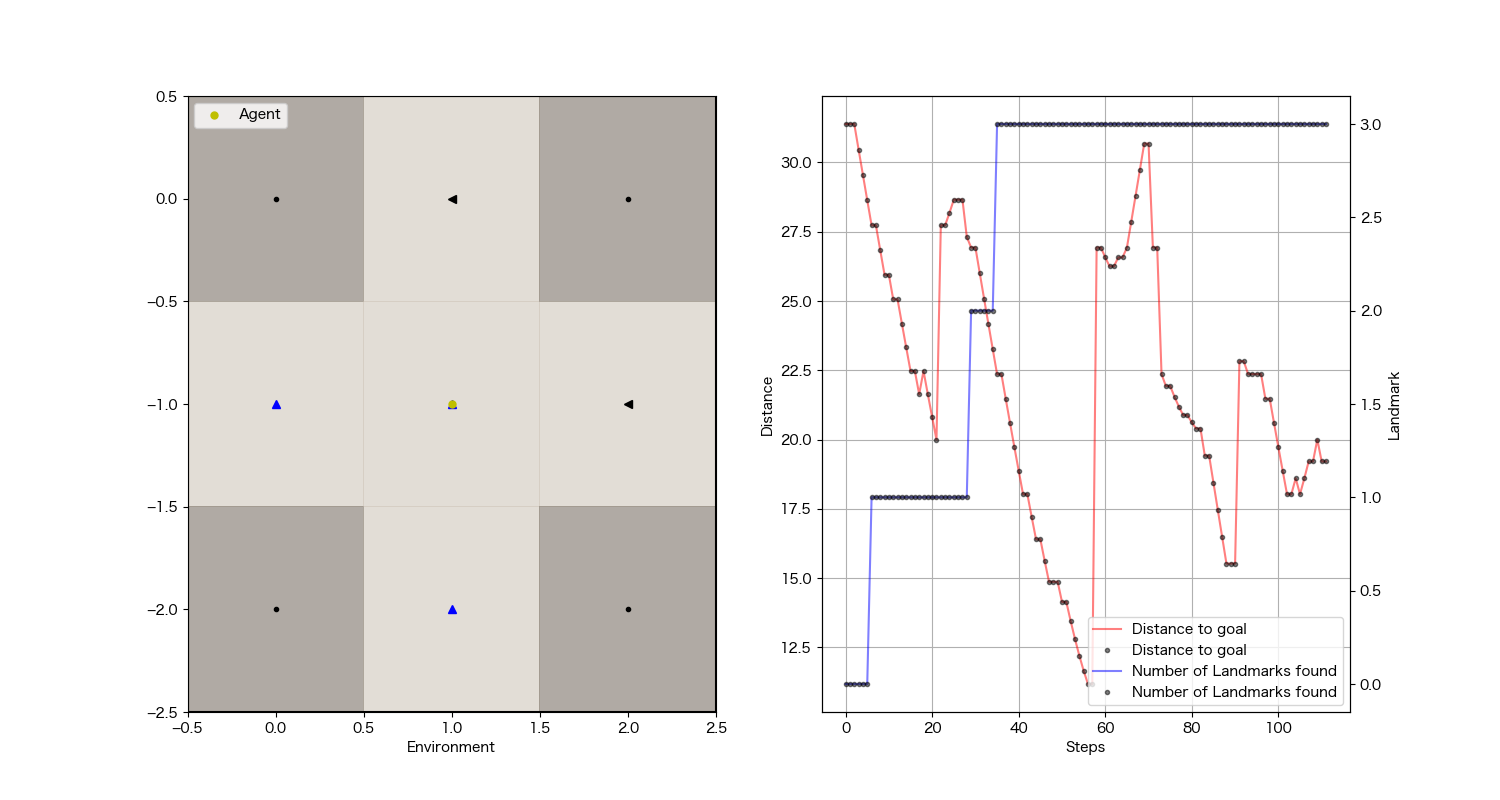 0.5
0.0
−0.5
−1.0
−1.5
−2.0
−2.5
Agent
−0.5 0.0 0.5 1.0 1.5 2.0 2.5
Environment
Distance
30.0
27.5
25.0
22.5
20.0
17.5
15.0
12.5
3.0
2.5
2.0
1.5
1.0
0.5
0.0
Landmark
Distance to goal
Distance to goal
Number of Landmarks found
Number of Landmarks found
0 20 40 60 80 100
Steps